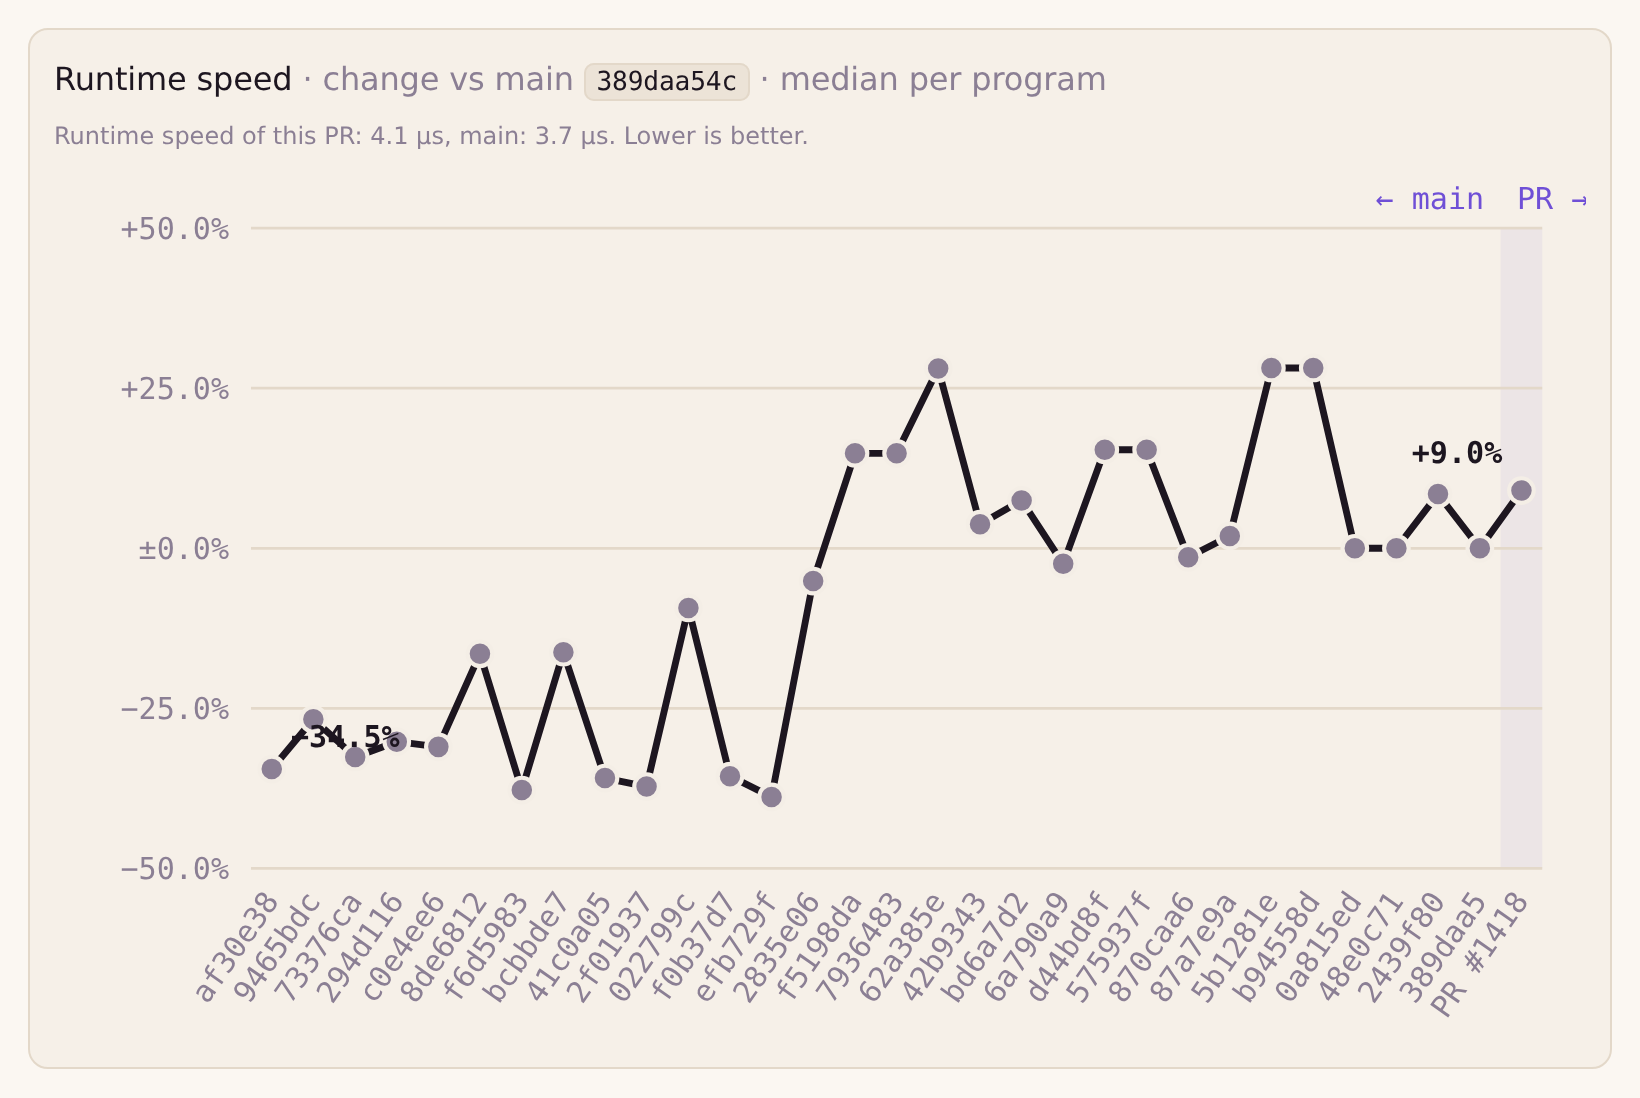 Runtime speed · change vs main 389daa54c · median per program
Runtime speed of this PR: 4.1 µs, main: 3.7 µs. Lower is better.
← main PR →
+50.0%
+25.0%
±0.0%
−25.0%
−50.0%
−34.5%
+9.0%
af30e38
9465bdc
73376ca
294d116
c0e4ee6
8de6812
f6d5983
bcbbde7
41c0a05
2f01937
022799c
f0b37d7
efb729f
2835e06
f5198da
7936483
62a385e
42b9343
bd6a7d2
6a790a9
d44bd8f
575937f
870caa6
87a7e9a
5b1281e
b94558d
0a815ed
48e0c71
2439f80
389daa5
PR #1418